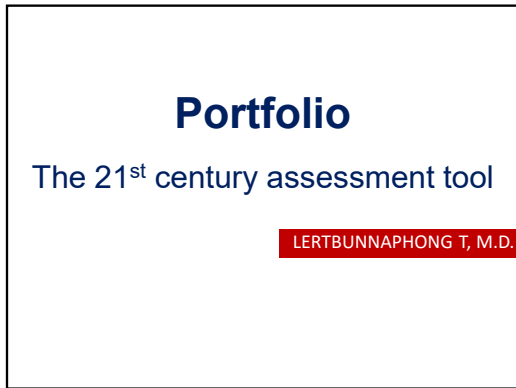 Portfolio
The 21st century assessment tool
LERTBUNNAPHONG T, M.D.